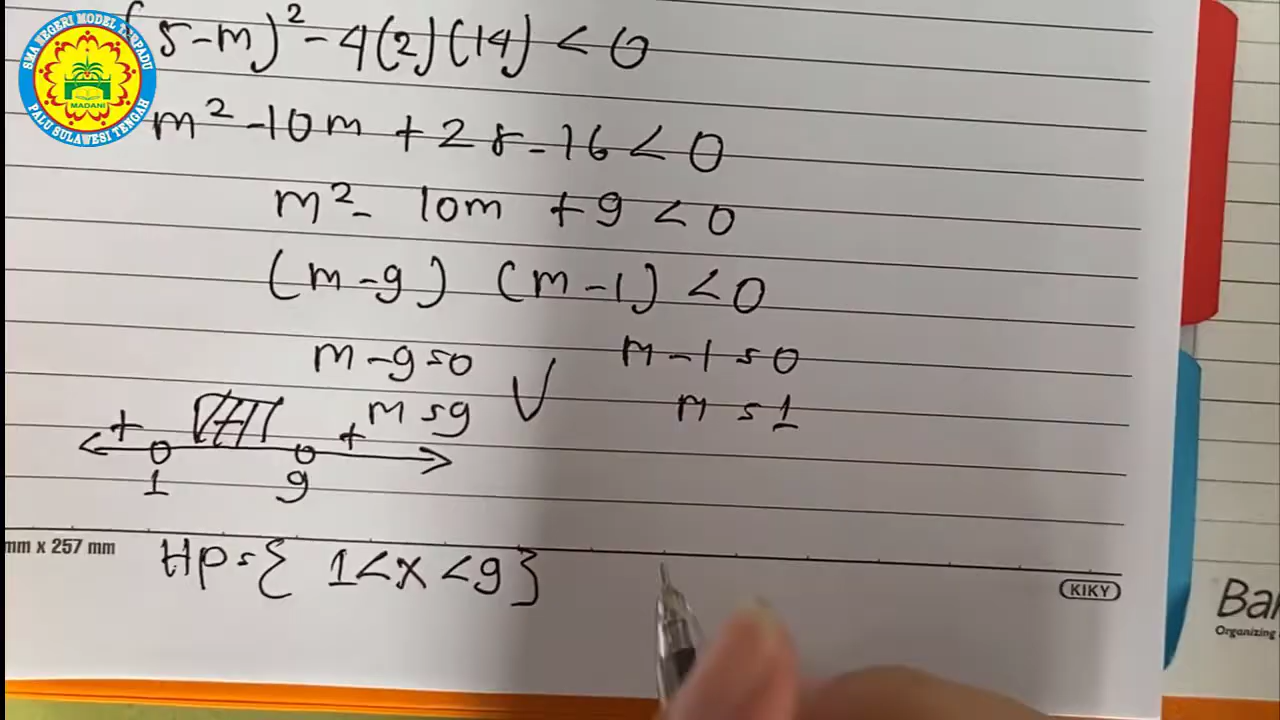 SMA NEGERI MODEL TERPADU
MADANI
PALU SULAWESI TENGAH
(5-m)² - 4(2)(14) < 0
m² - 10m + 25 - 16 < 0
m² - 10m + 9 < 0
(m-9) (m-1) < 0
m-9=0 V m-1=0
m=9 m=1
+ +
1 9
mm x 257 mm
Hp={ 1<x<9}
KIKY
Organizing